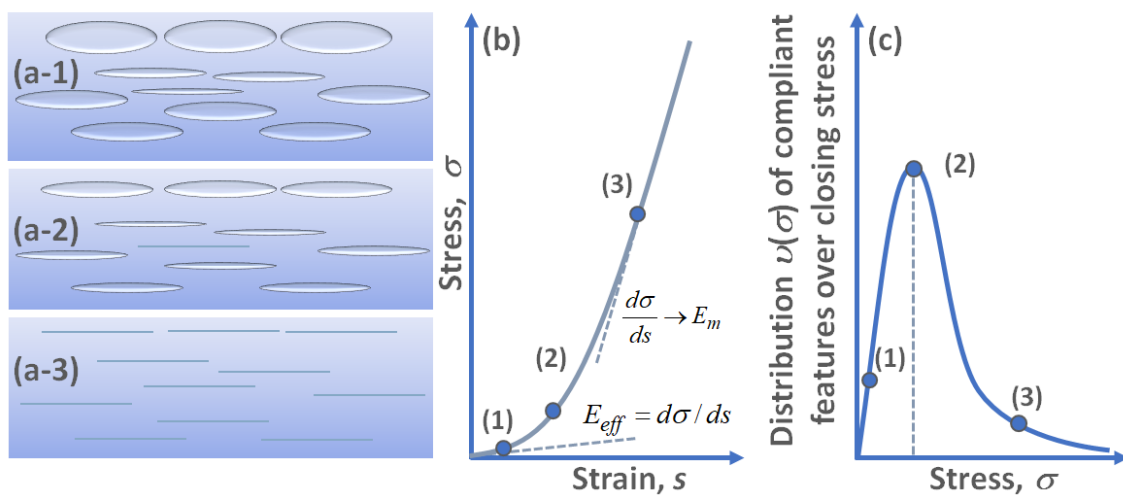 (a-1)
(a-2)
(a-3)
(b)
Stress, σ
(3)
(2)
(1)
dσ/ds → E_m
E_eff = dσ/ds
Strain, s
(c)
Distribution υ(σ) of compliant
features over closing stress
(2)
(1)
(3)
Stress, σ